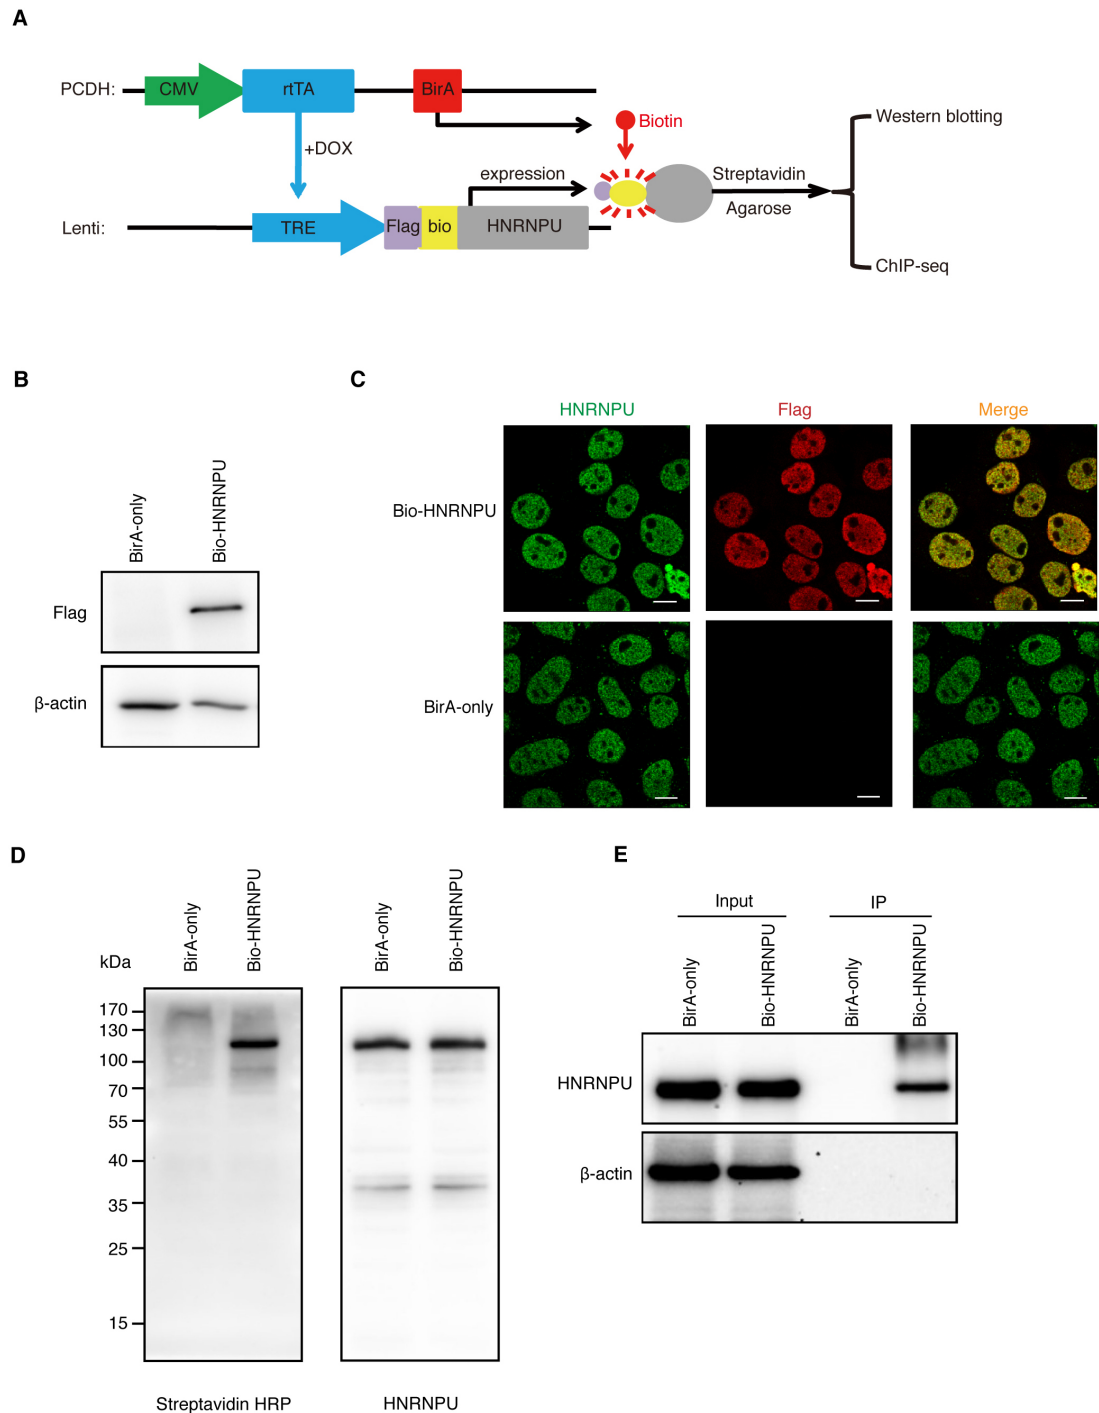 A
PCDH:
CMV
rtTA
BirA
+DOX
Biotin
expression
Streptavidin
Agarose
Western blotting
ChIP-seq
Lenti:
TRE
Flag
bio
HNRNPU
B
BirA-only
Bio-HNRNPU
Flag
β-actin
C
HNRNPU
Flag
Merge
Bio-HNRNPU
BirA-only
D
kDa
BirA-only
Bio-HNRNPU
BirA-only
Bio-HNRNPU
170
130
100
70
55
40
35
25
15
Streptavidin HRP
HNRNPU
E
Input
IP
BirA-only
Bio-HNRNPU
BirA-only
Bio-HNRNPU
HNRNPU
β-actin